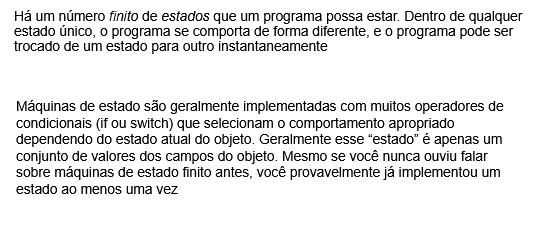 Há um número finito de estados que um programa possa estar. Dentro de qualquer
estado único, o programa se comporta de forma diferente, e o programa pode ser
trocado de um estado para outro instantaneamente
Máquinas de estado são geralmente implementadas com muitos operadores de
condicionais (if ou switch) que selecionam o comportamento apropriado
dependendo do estado atual do objeto. Geralmente esse “estado” é apenas um
conjunto de valores dos campos do objeto. Mesmo se você nunca ouviu falar
sobre máquinas de estado finito antes, você provavelmente já implementou um
estado ao menos uma vez